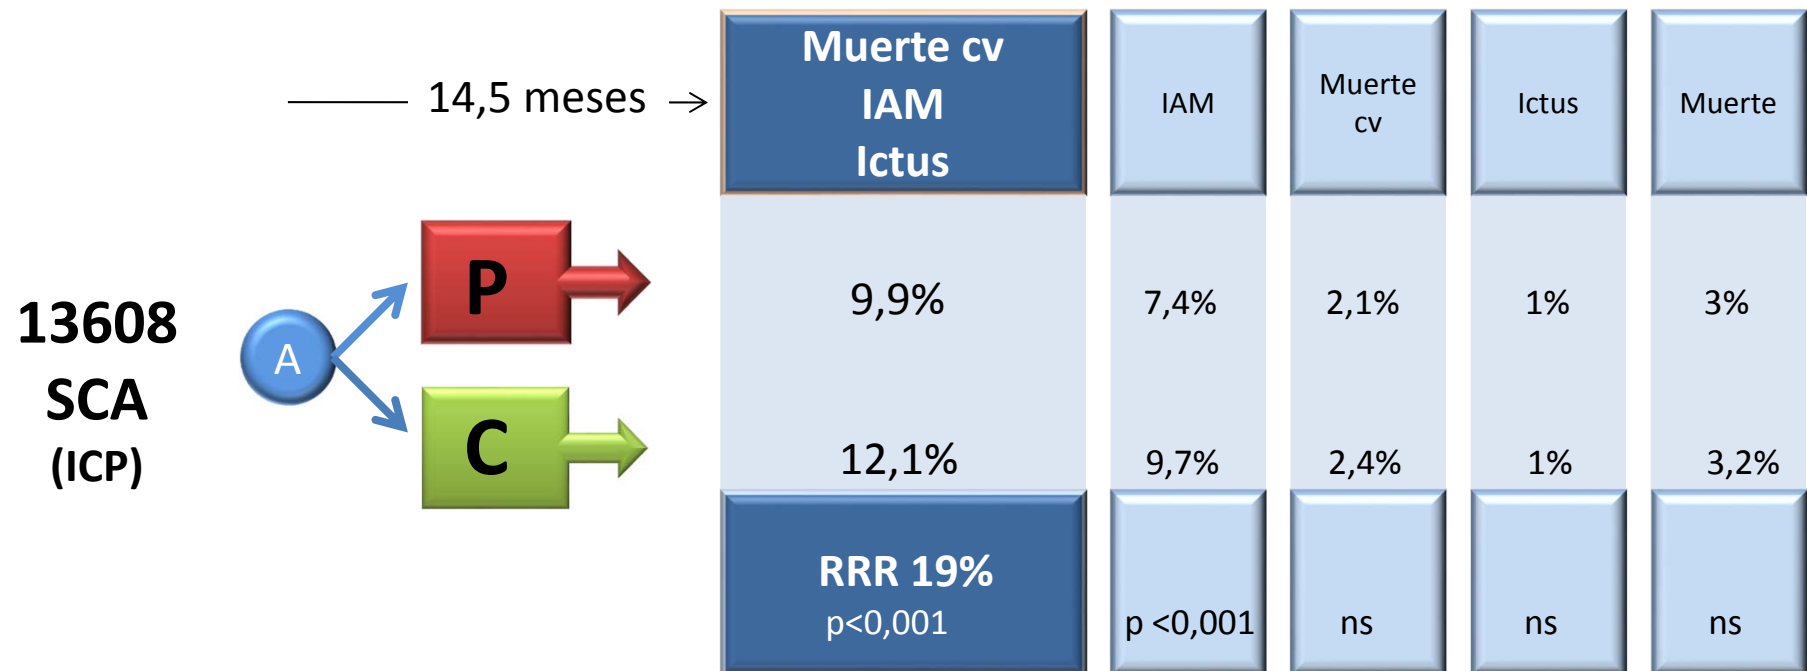 14,5 meses
Muerte cv
IAM
Ictus
IAM
Muerte
cv
Ictus
Muerte
13608
SCA
(ICP)
A
P
9,9%
7,4%
2,1%
1%
3%
C
12,1%
9,7%
2,4%
1%
3,2%
RRR 19%
p<0,001
p <0,001
ns
ns
ns